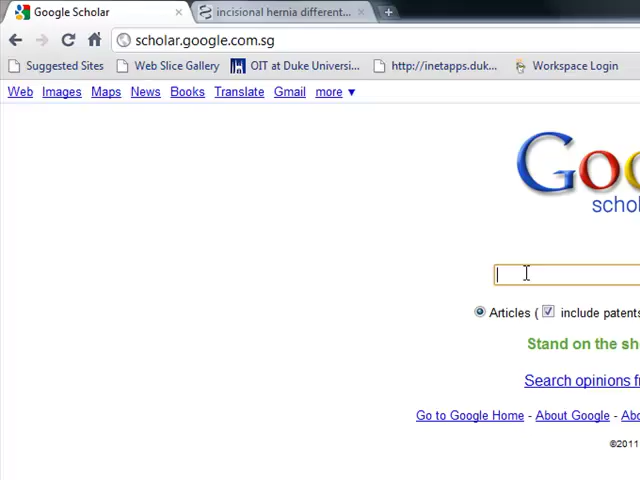 Google Scholar
incisional hernia different...
scholar.google.com.sg
Suggested Sites Web Slice Gallery OIT at Duke Universi... http://inetapps.duk... Workspace Login
Web Images Maps News Books Translate Gmail more ▼
Goo
schol
Articles ( include patents
Stand on the sh
Search opinions f
Go to Google Home - About Google - Abo
©2011